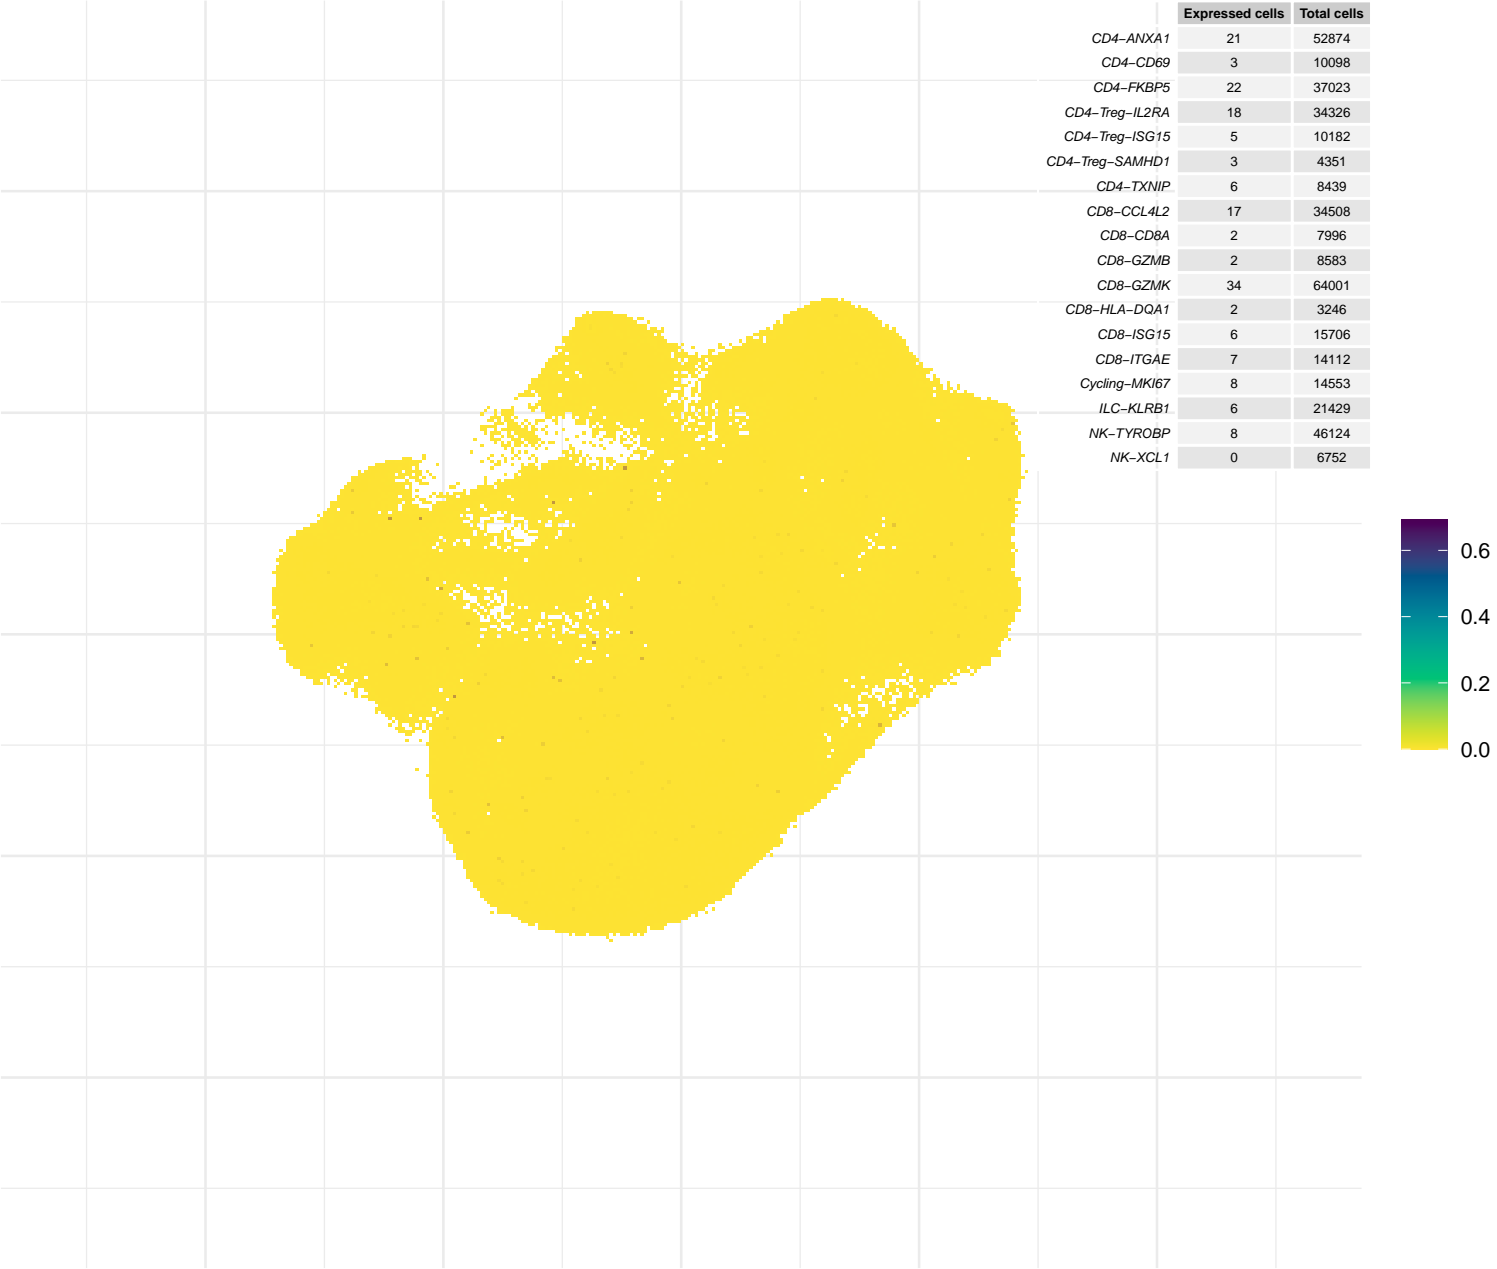 Expressed cells Total cells
CD4−ANXA1 21 52874
CD4−CD69 3 10098
CD4−FKBP5 22 37023
CD4−Treg−IL2RA 18 34326
CD4−Treg−ISG15 5 10182
CD4−Treg−SAMHD1 3 4351
CD4−TXNIP 6 8439
CD8−CCL4L2 17 34508
CD8−CD8A 2 7996
CD8−GZMB 2 8583
CD8−GZMK 34 64001
CD8−HLA−DQA1 2 3246
CD8−ISG15 6 15706
CD8−ITGAE 7 14112
Cycling−MKI67 8 14553
ILC−KLRB1 6 21429
NK−TYROBP 8 46124
NK−XCL1 0 6752
0.6
0.4
0.2
0.0